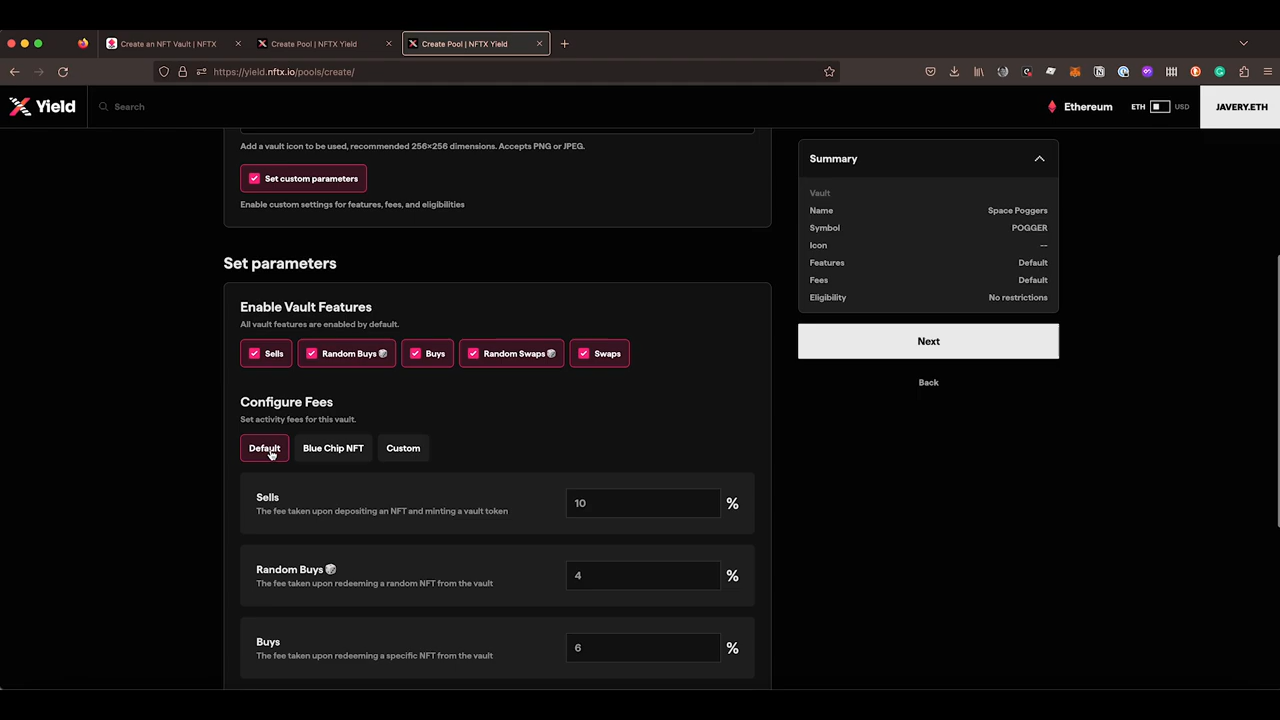 Create an NFT Vault | NFTX
Create Pool | NFTX Yield
Create Pool | NFTX Yield
https://yield.nftx.io/pools/create/
Yield
Search
Ethereum
ETH
USD
JAVERY.ETH
Add a vault icon to be used, recommended 256×256 dimensions. Accepts PNG or JPEG.
Set custom parameters
Enable custom settings for features, fees, and eligibilities
Set parameters
Enable Vault Features
All vault features are enabled by default.
Sells
Random Buys
Buys
Random Swaps
Swaps
Configure Fees
Set activity fees for this vault.
Default
Blue Chip NFT
Custom
Sells
The fee taken upon depositing an NFT and minting a vault token
10
%
Random Buys
The fee taken upon redeeming a random NFT from the vault
4
%
Buys
The fee taken upon redeeming a specific NFT from the vault
6
%
Summary
Vault
Name Space Poggers
Symbol POGGER
Icon --
Features Default
Fees Default
Eligibility No restrictions
Next
Back